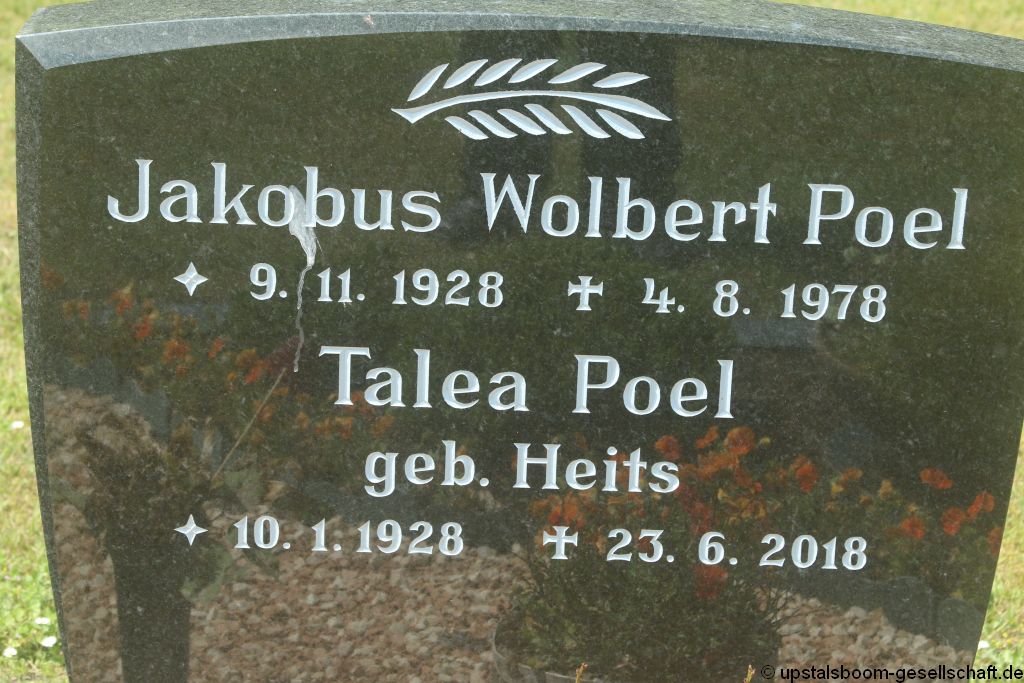 Jakobus Wolbert Poel
✦ 9. 11. 1928 ✝ 4. 8. 1978
Talea Poel
geb. Heits
✦ 10. 1. 1928 ✝ 23. 6. 2018
© upstalsboom-gesellschaft.de